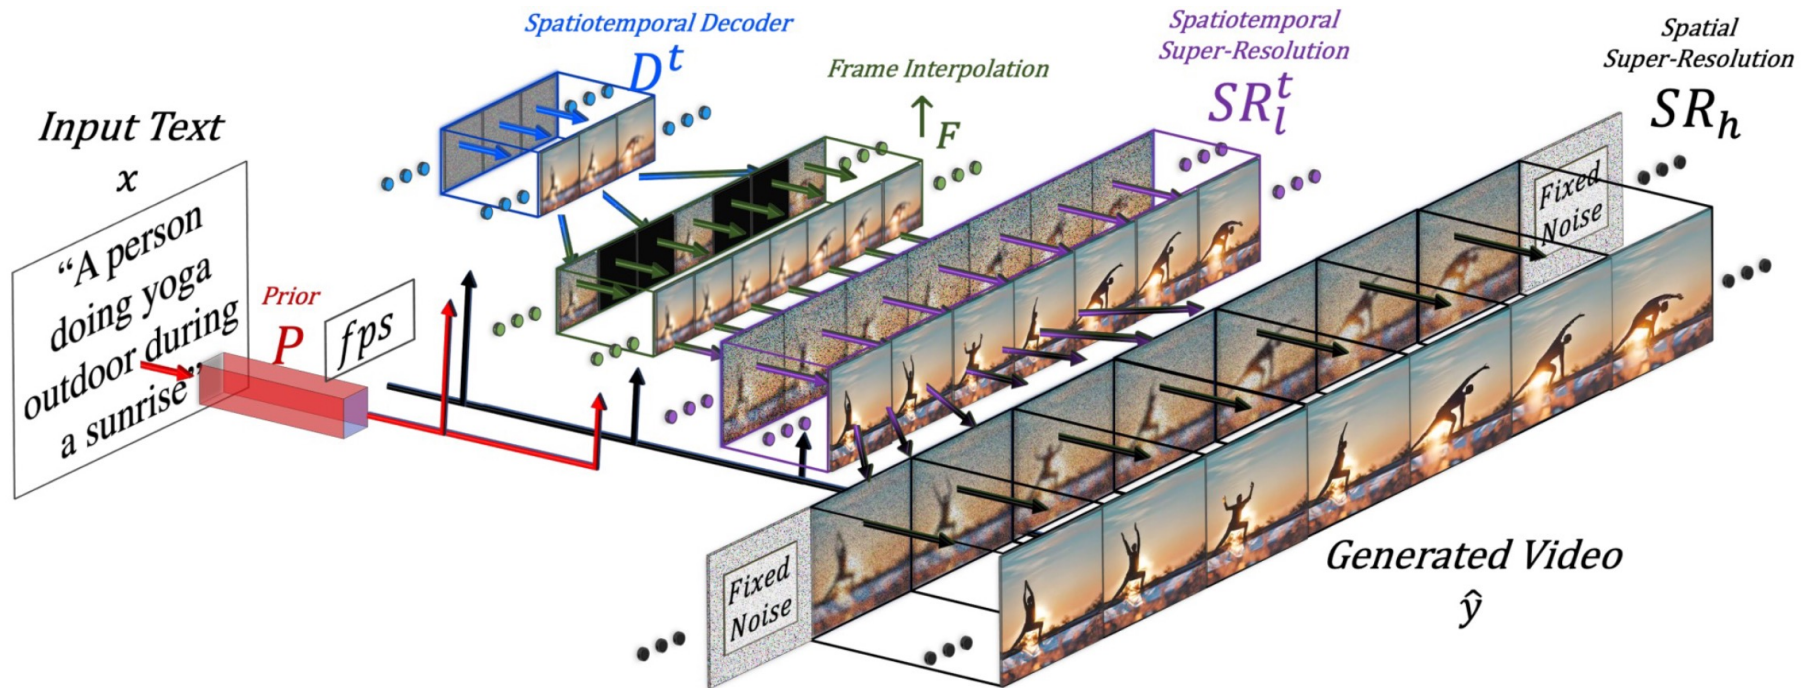 Spatiotemporal Decoder
D^t
Frame Interpolation
↑F
Spatiotemporal
Super-Resolution
SR_l^t
Spatial
Super-Resolution
SR_h
Input Text
x
“A person
doing yoga
outdoor during
a sunrise”
Prior
P
fps
Fixed
Noise
Fixed
Noise
Generated Video
ŷ